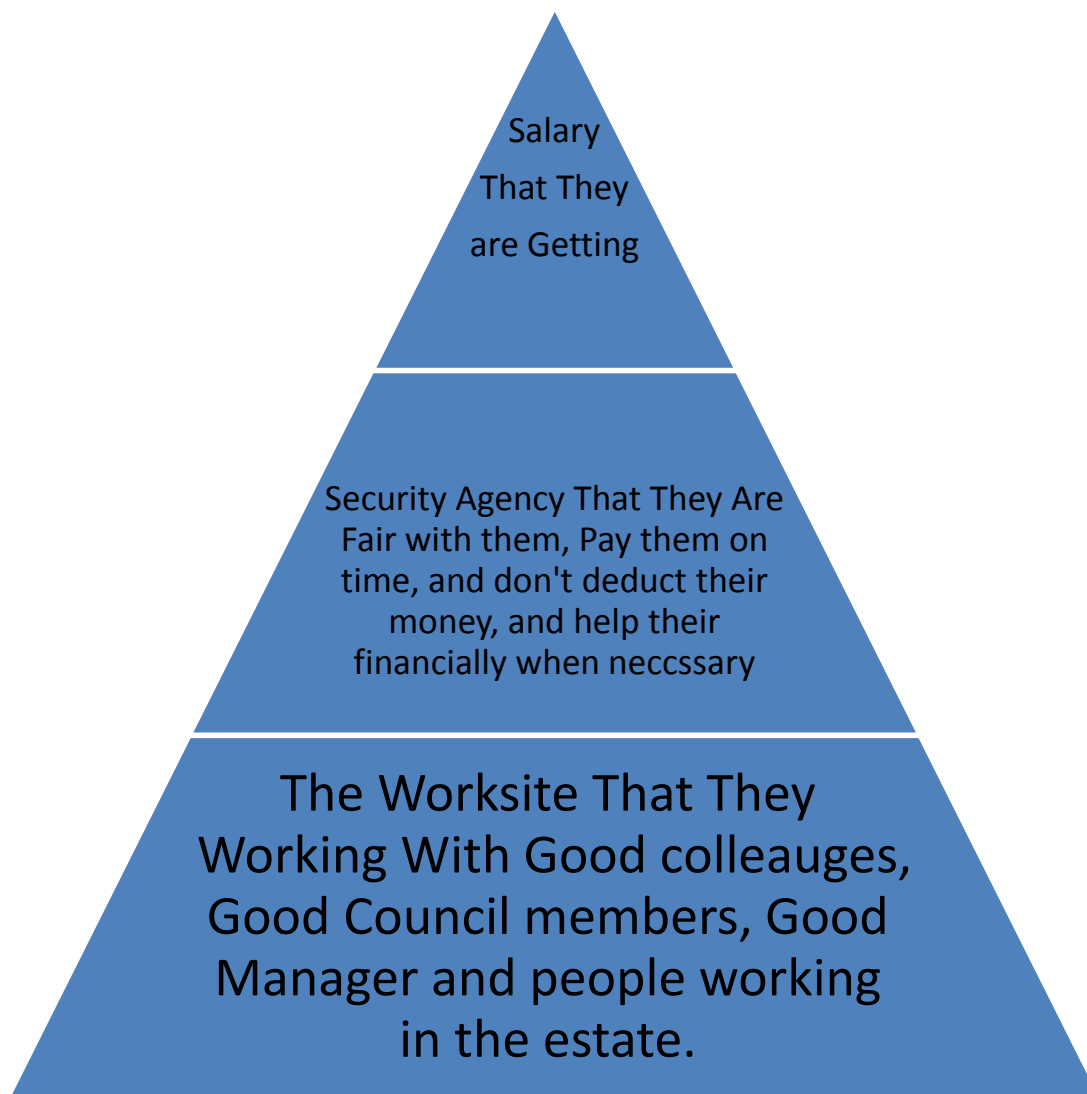 Salary
That They
are Getting
Security Agency That They Are
Fair with them, Pay them on
time, and don't deduct their
money, and help their
financially when neccssary
The Worksite That They
Working With Good colleauges,
Good Council members, Good
Manager and people working
in the estate.